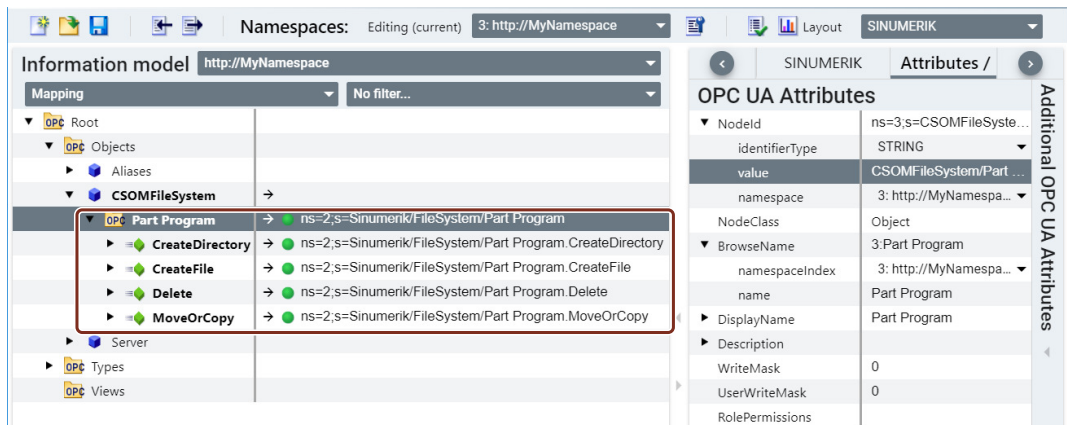 Namespaces: Editing (current) 3: http://MyNamespace Layout SINUMERIK
Information model http://MyNamespace
Mapping No filter...
OPC Root
OPC Objects
Aliases
CSOMFileSystem →
OPC Part Program → ns=2;s=Sinumerik/FileSystem/Part Program
CreateDirectory → ns=2;s=Sinumerik/FileSystem/Part Program.CreateDirectory
CreateFile → ns=2;s=Sinumerik/FileSystem/Part Program.CreateFile
Delete → ns=2;s=Sinumerik/FileSystem/Part Program.Delete
MoveOrCopy → ns=2;s=Sinumerik/FileSystem/Part Program.MoveOrCopy
Server
OPC Types
OPC Views
SINUMERIK Attributes /
OPC UA Attributes
NodeId ns=3;s=CSOMFileSyste...
identifierType STRING
value CSOMFileSystem/Part ...
namespace 3: http://MyNamespa...
NodeClass Object
BrowseName 3:Part Program
namespaceIndex 3: http://MyNamespa...
name Part Program
DisplayName Part Program
Description
WriteMask 0
UserWriteMask 0
RolePermissions
Additional OPC UA Attributes